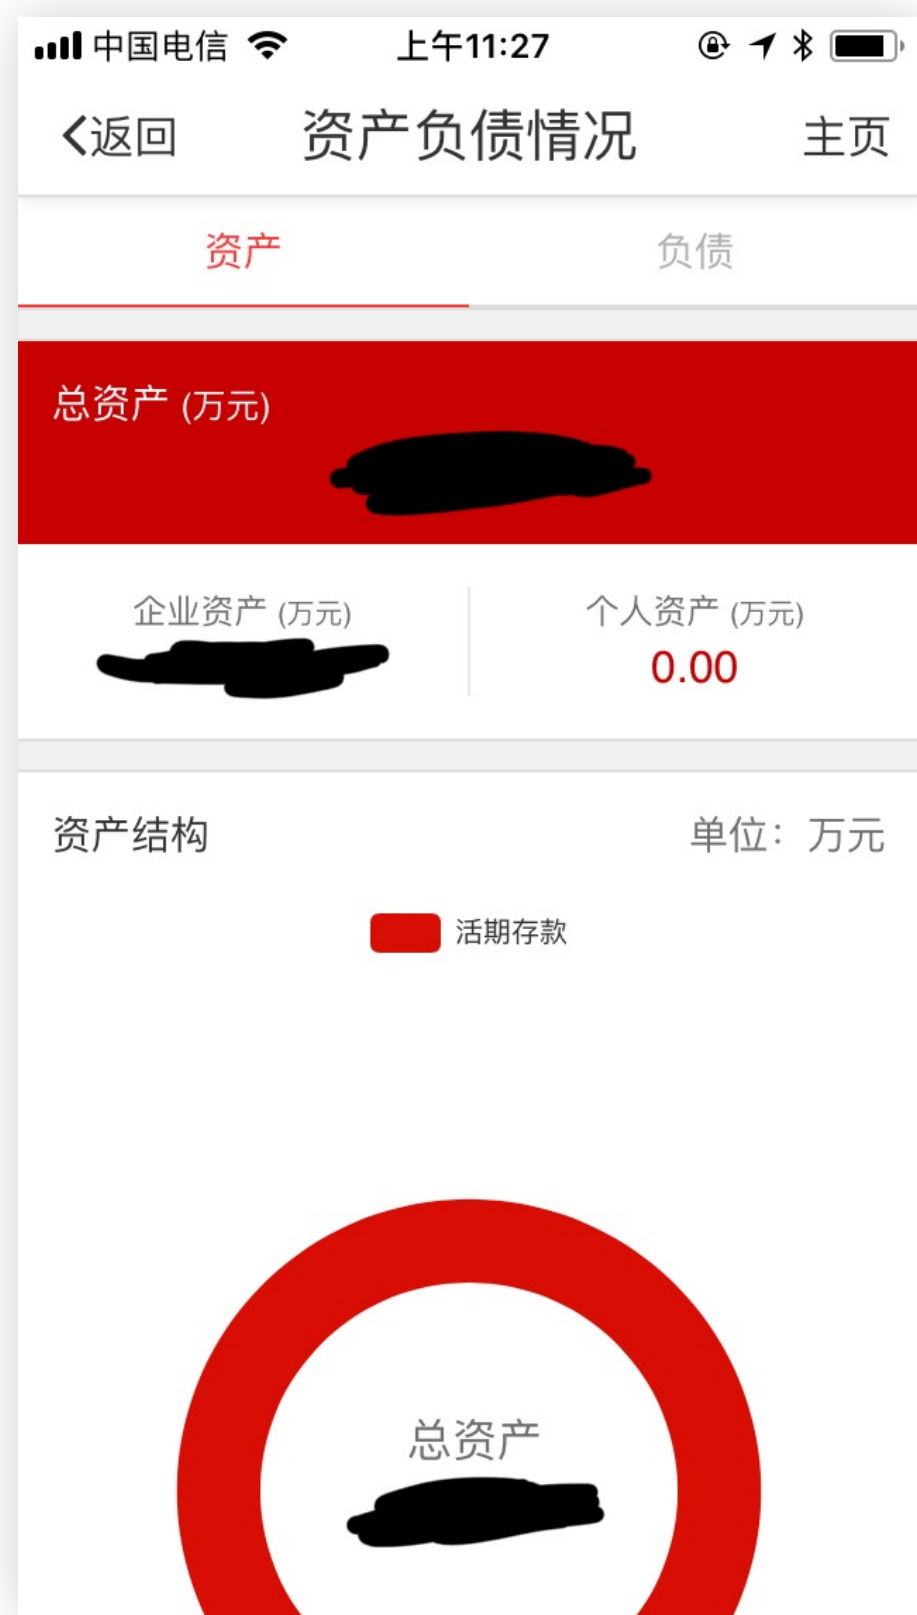 中国电信 上午11:27
返回 资产负债情况 主页
资产 负债
总资产 (万元)
企业资产 (万元) 个人资产 (万元)
0.00
资产结构 单位：万元
活期存款
总资产